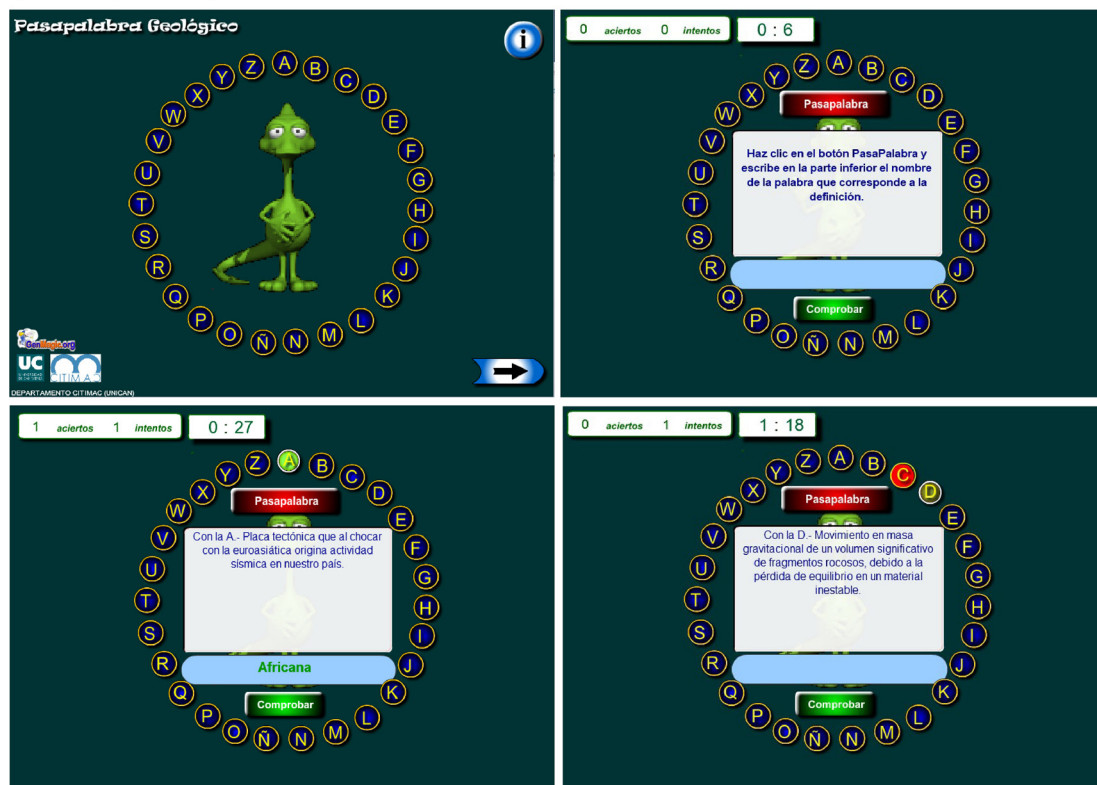 Pasapalabra Geológico
i
A B C D E F G H I J K L M N Ñ O P Q R S T U V W X Y Z
GenMagic.org
UC
CITIMAC
DEPARTAMENTO CITIMAC (UNICAN)
0 aciertos 0 intentos 0 : 6
A B C D E F G H I J K L M N Ñ O P Q R S T U V W X Y Z
Pasapalabra
Haz clic en el botón PasaPalabra y
escribe en la parte inferior el nombre
de la palabra que corresponde a la
definición.
Comprobar
1 aciertos 1 intentos 0 : 27
A B C D E F G H I J K L M N Ñ O P Q R S T U V W X Y Z
Pasapalabra
Con la A.- Placa tectónica que al chocar
con la euroasiática origina actividad
sísmica en nuestro país.
Africana
Comprobar
0 aciertos 1 intentos 1 : 18
A B C D E F G H I J K L M N Ñ O P Q R S T U V W X Y Z
Pasapalabra
Con la D.- Movimiento en masa
gravitacional de un volumen significativo
de fragmentos rocosos, debido a la
pérdida de equilibrio en un material
inestable.
Comprobar